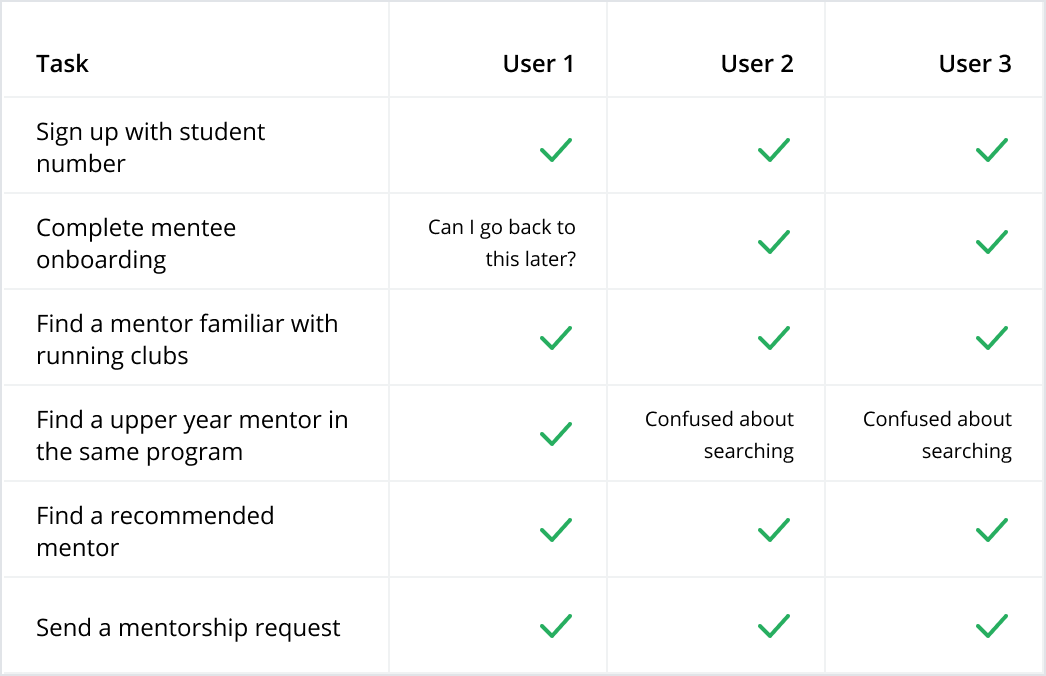 Task User 1 User 2 User 3
Sign up with student
number
Complete mentee
onboarding
Can I go back to
this later?
Find a mentor familiar with
running clubs
Find a upper year mentor in
the same program
Confused about
searching
Confused about
searching
Find a recommended
mentor
Send a mentorship request